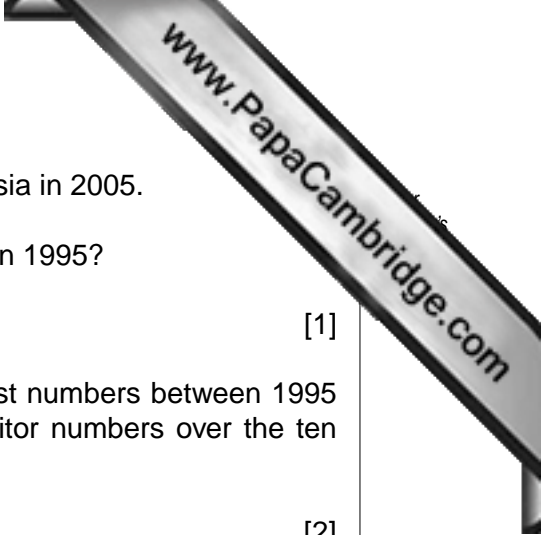 www.PapaCambridge.com
sia in 2005.
n 1995?
[1]
st numbers between 1995
itor numbers over the ten
[2]